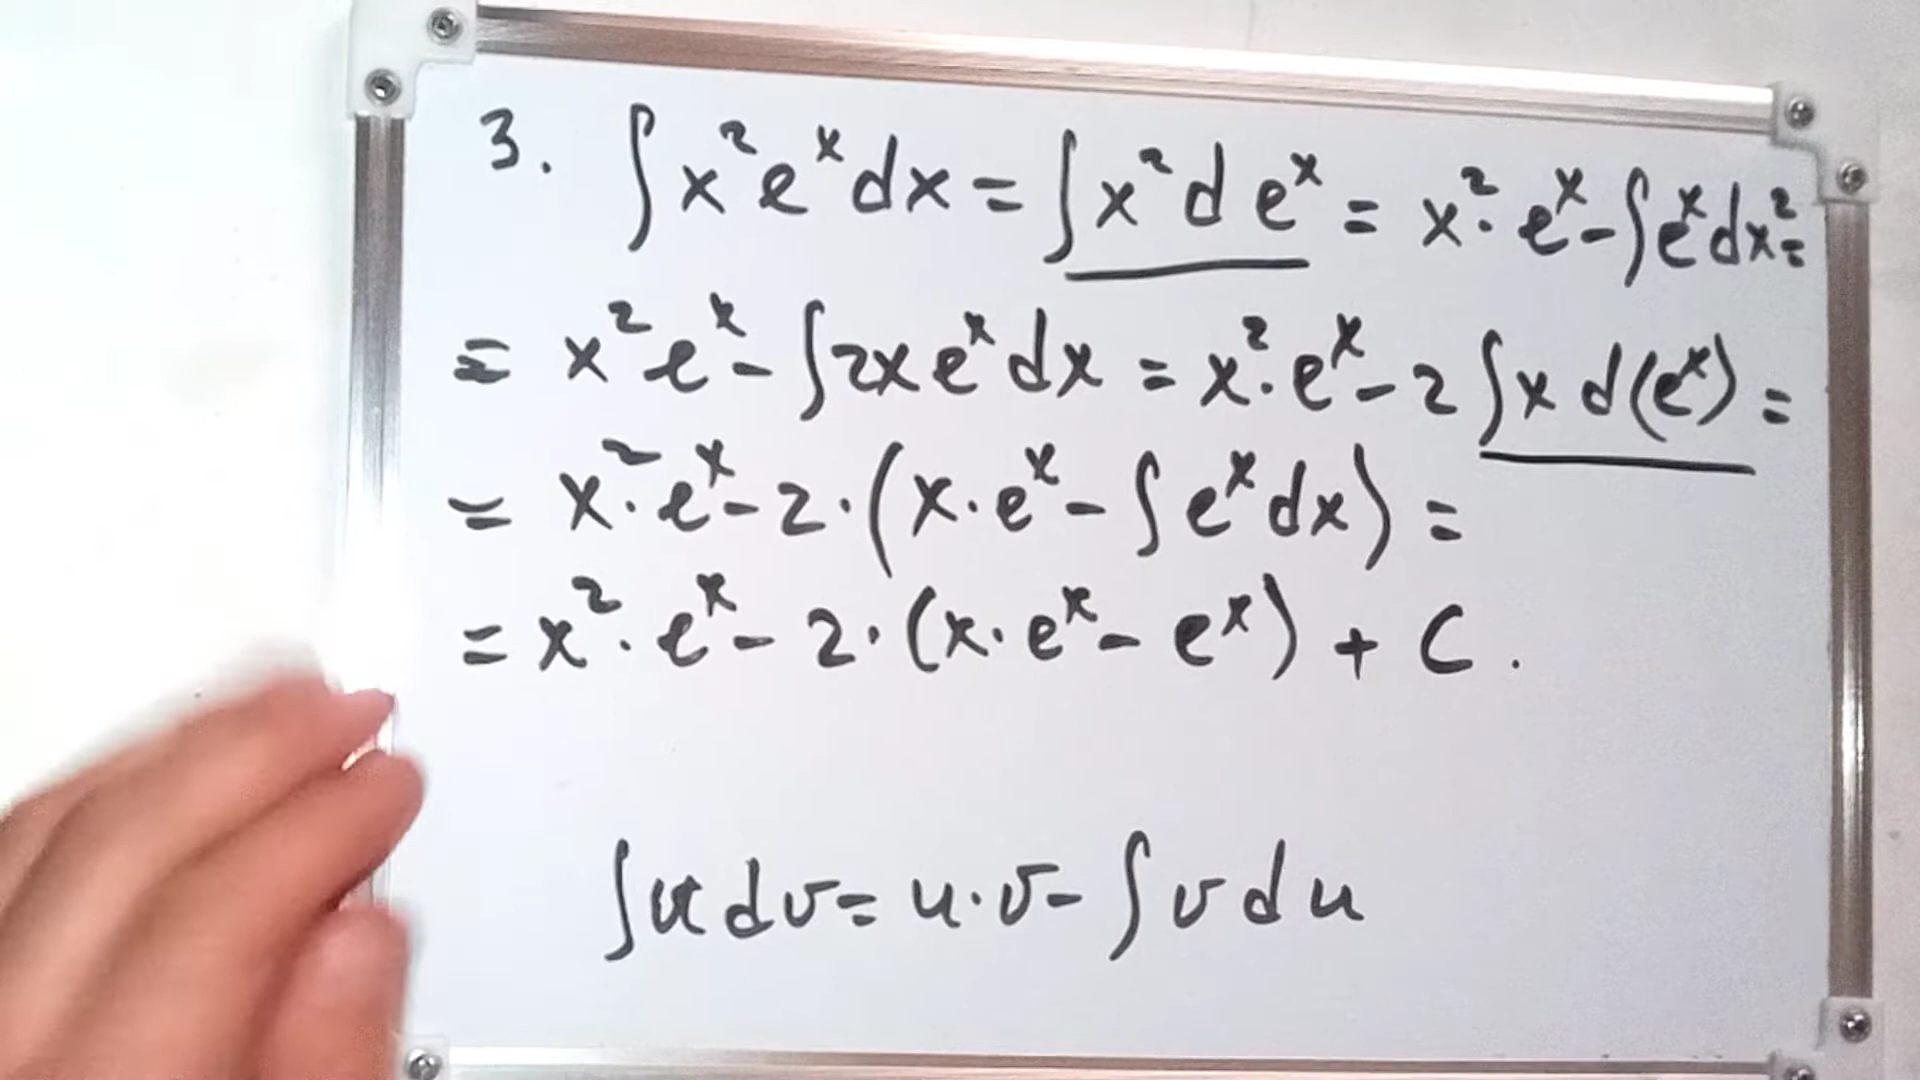 3. ∫x²eˣdx = ∫x²d eˣ = x²·eˣ - ∫eˣdx² =
= x²eˣ - ∫2xeˣdx = x²·eˣ - 2∫x d(eˣ) =
= x²·eˣ - 2·(x·eˣ - ∫eˣdx) =
= x²·eˣ - 2·(x·eˣ - eˣ) + C.
∫u dv = u·v - ∫v du